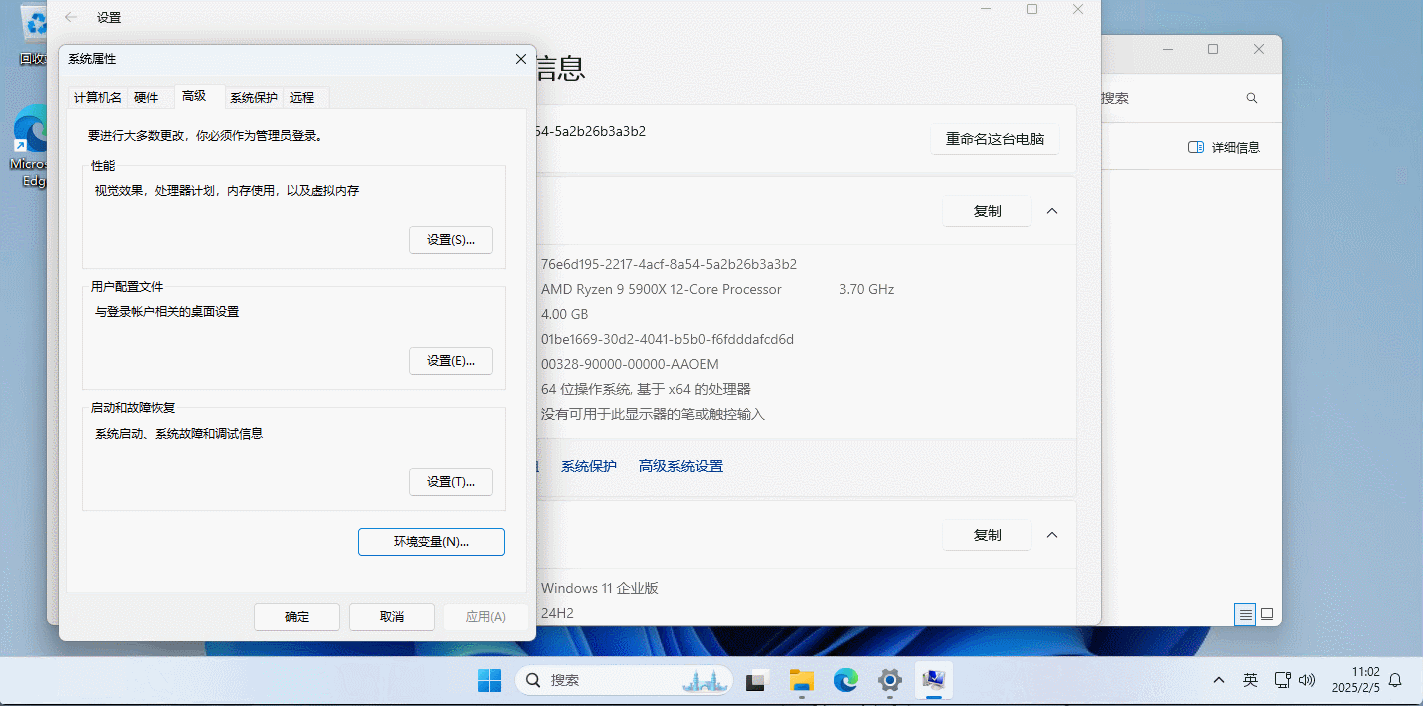 设置
回收
Micros
Edg
系统属性
计算机名
硬件
高级
系统保护
远程
要进行大多数更改，你必须作为管理员登录。
性能
视觉效果，处理器计划，内存使用，以及虚拟内存
设置(S)...
用户配置文件
与登录帐户相关的桌面设置
设置(E)...
启动和故障恢复
系统启动、系统故障和调试信息
设置(T)...
环境变量(N)...
确定
取消
应用(A)
信息
54-5a2b26b3a3b2
重命名这台电脑
复制
76e6d195-2217-4acf-8a54-5a2b26b3a3b2
AMD Ryzen 9 5900X 12-Core Processor 3.70 GHz
4.00 GB
01be1669-30d2-4041-b5b0-f6fdddafcd6d
00328-90000-00000-AAOEM
64 位操作系统, 基于 x64 的处理器
没有可用于此显示器的笔或触控输入
系统保护
高级系统设置
复制
Windows 11 企业版
24H2
搜索
详细信息
搜索
英
11:02
2025/2/5